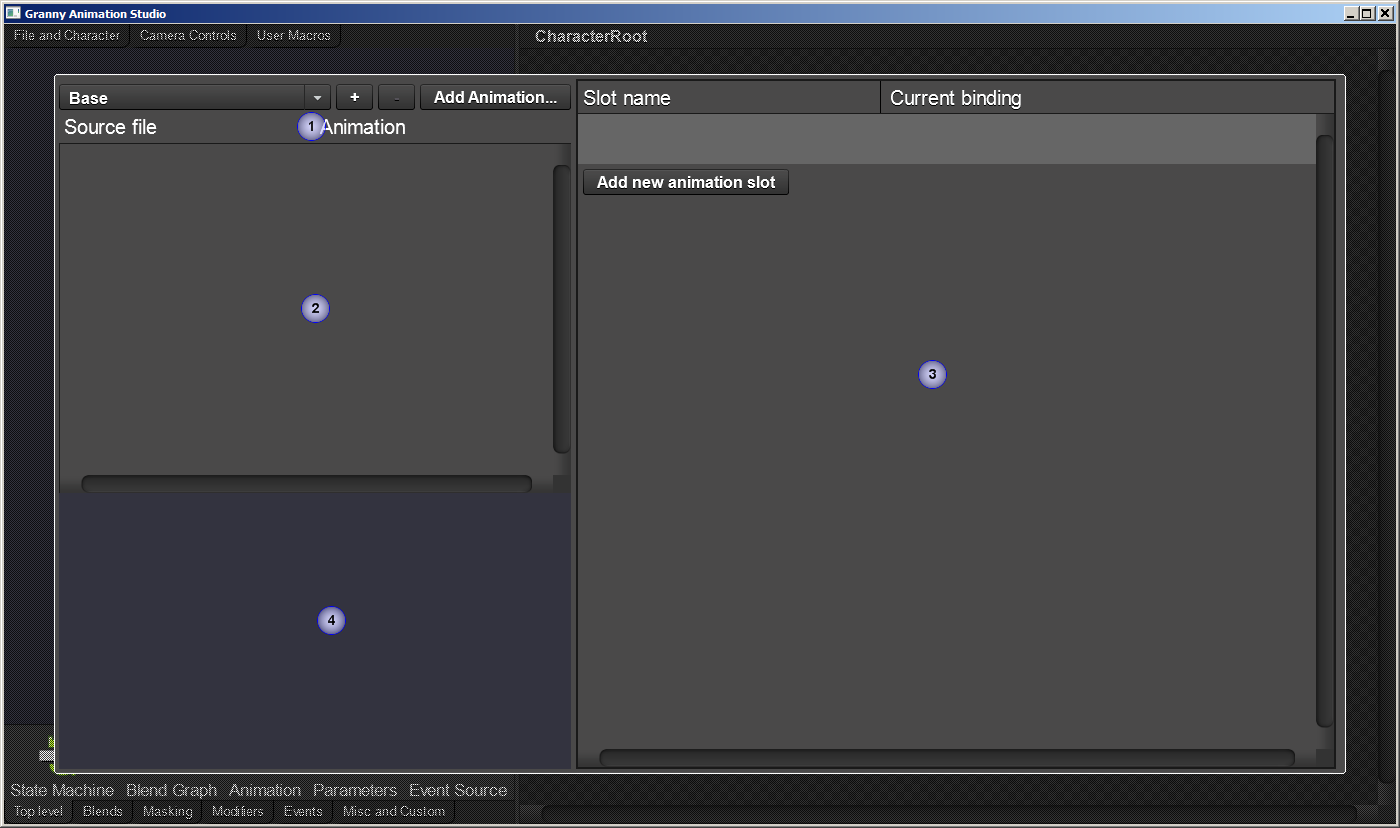 Granny Animation Studio
File and Character Camera Controls User Macros CharacterRoot
Base + - Add Animation... Slot name Current binding
Source file 1 Animation
Add new animation slot
2
3
4
State Machine Blend Graph Animation Parameters Event Source
Top level Blends Masking Modifiers Events Misc and Custom